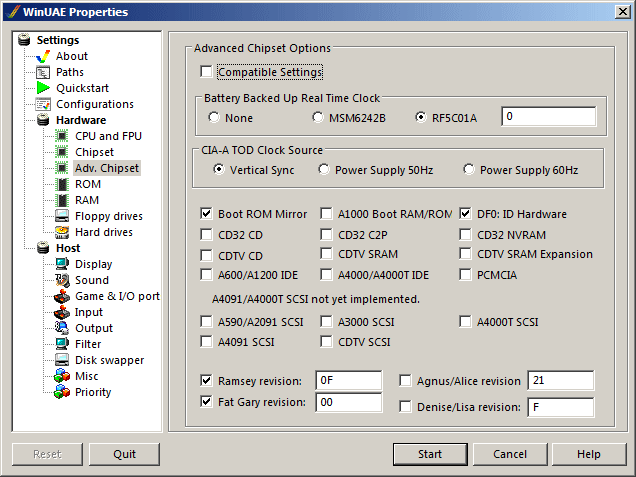 WinUAE Properties
Settings
About
Paths
Quickstart
Configurations
Hardware
CPU and FPU
Chipset
Adv. Chipset
ROM
RAM
Floppy drives
Hard drives
Host
Display
Sound
Game & I/O port
Input
Output
Filter
Disk swapper
Misc
Priority
Advanced Chipset Options
Compatible Settings
Battery Backed Up Real Time Clock
None MSM6242B RF5C01A 0
CIA-A TOD Clock Source
Vertical Sync Power Supply 50Hz Power Supply 60Hz
Boot ROM Mirror A1000 Boot RAM/ROM DF0: ID Hardware
CD32 CD CD32 C2P CD32 NVRAM
CDTV CD CDTV SRAM CDTV SRAM Expansion
A600/A1200 IDE A4000/A4000T IDE PCMCIA
A4091/A4000T SCSI not yet implemented.
A590/A2091 SCSI A3000 SCSI A4000T SCSI
A4091 SCSI CDTV SCSI
Ramsey revision: 0F Agnus/Alice revision 21
Fat Gary revision: 00 Denise/Lisa revision: F
Reset Quit Start Cancel Help